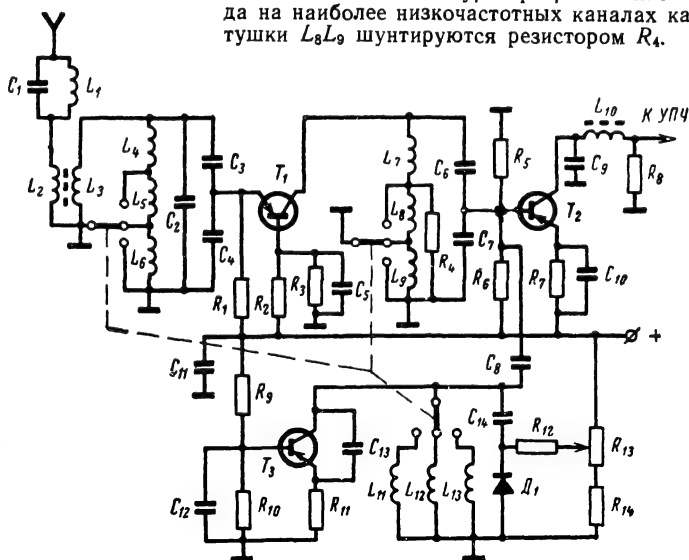 да на наиболее низкочастотных каналах ка-
тушки L₈L₉ шунтируются резистором R₄.
C₁
L₁
L₂
L₃
L₄
L₅
L₆
C₂
C₃
C₄
T₁
R₁
R₂
R₃
C₅
L₇
L₈
L₉
R₄
C₆
C₇
R₅
R₆
T₂
R₇
C₁₀
C₉
L₁₀
К УПЧ
R₈
+
C₁₁
R₉
C₈
C₁₂
R₁₀
T₃
R₁₁
C₁₃
L₁₁
L₁₂
L₁₃
C₁₄
Д₁
R₁₂
R₁₃
R₁₄